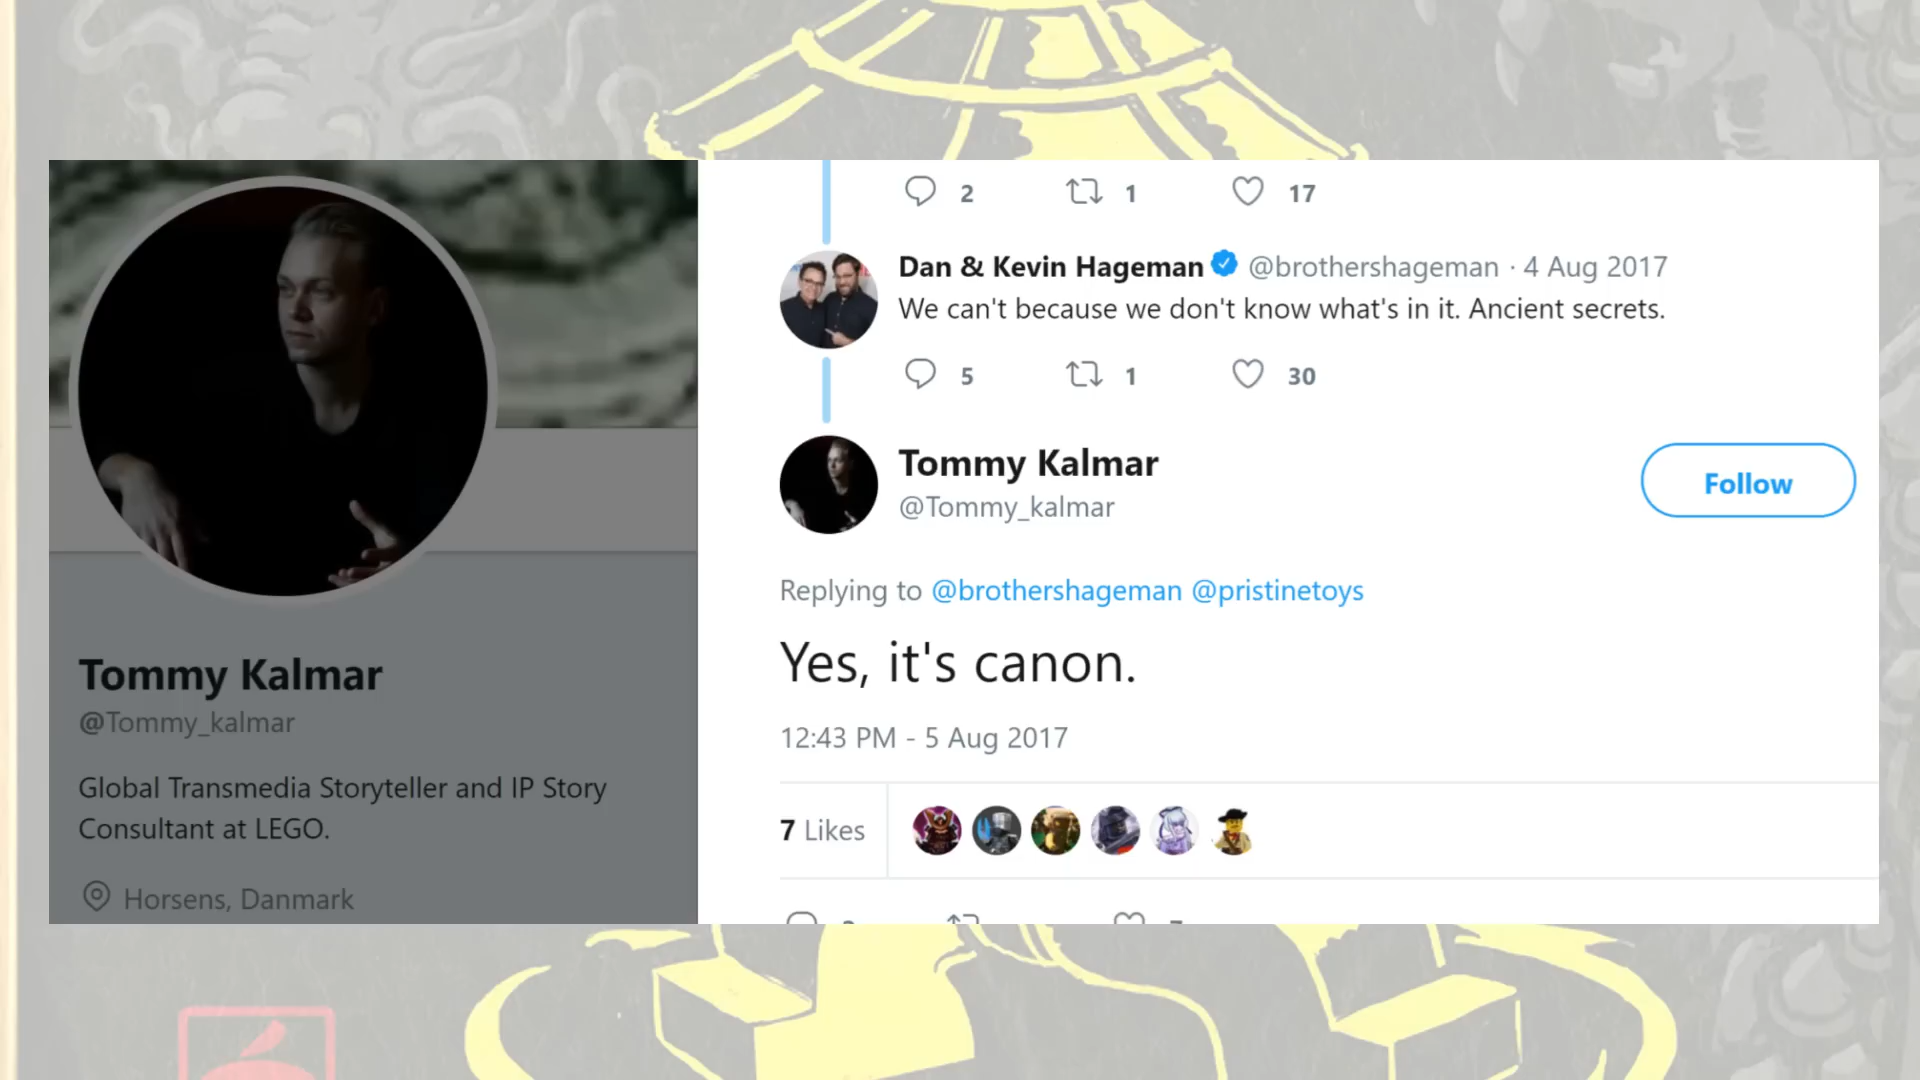 2 1 17
Dan & Kevin Hageman @brothershageman · 4 Aug 2017
We can't because we don't know what's in it. Ancient secrets.
5 1 30
Tommy Kalmar
@Tommy_kalmar
Follow
Replying to @brothershageman @pristinetoys
Yes, it's canon.
12:43 PM - 5 Aug 2017
7 Likes
Tommy Kalmar
@Tommy_kalmar
Global Transmedia Storyteller and IP Story
Consultant at LEGO.
Horsens, Danmark